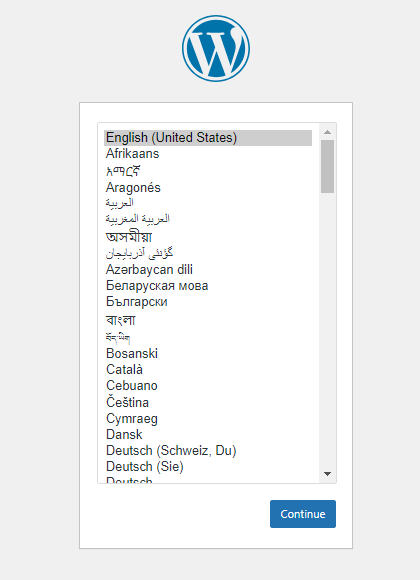 English (United States)
Afrikaans
አማርኛ
Aragonés
العربية
العربية المغربية
অসমীয়া
گؤنئی آذربایجان
Azərbaycan dili
Беларуская мова
Български
বাংলা
བོད་ཡིག
Bosanski
Català
Cebuano
Čeština
Cymraeg
Dansk
Deutsch (Schweiz, Du)
Deutsch (Sie)
Deutsch
Continue